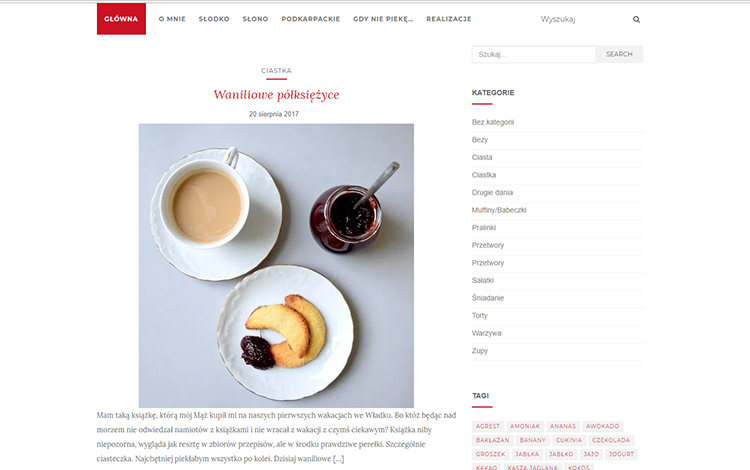 GŁÓWNA O MNIE SŁODKO SŁONO PODKARPACKIE GDY NIE PIEKĘ... REALIZACJE Wyszukaj
CIASTKA
Waniliowe półksiężyce
20 sierpnia 2017
Mam taką książkę, którą mój Mąż kupił mi na naszych pierwszych wakacjach we Władku. Bo któż będąc nad
morzem nie odwiedzał namiotów z książkami i nie wracał z wakacji z czymś ciekawym? Książka niby
niepozorna, wygląda jak resztę w zbiorów przepisów, ale w środku prawdziwe perełki. Szczególnie
ciasteczka. Najchętniej piekłabym wszystko po kolei. Dzisiaj waniliowe [...]
Szukaj... SEARCH
KATEGORIE
Bez kategorii
Bezy
Ciasta
Ciastka
Drugie dania
Muffiny/Babeczki
Pralinki
Przetwory
Przetwory
Sałatki
Śniadanie
Torty
Warzywa
Zupy
TAGI
AGREST AMONIAK ANANAS AWOKADO
BAKŁAŻAN BANANY CUKINIA CZEKOLADA
GROSZEK JABŁKA JABŁKO JAJO JOGURT
KAKAO KASZA JAGLANA KOKOS